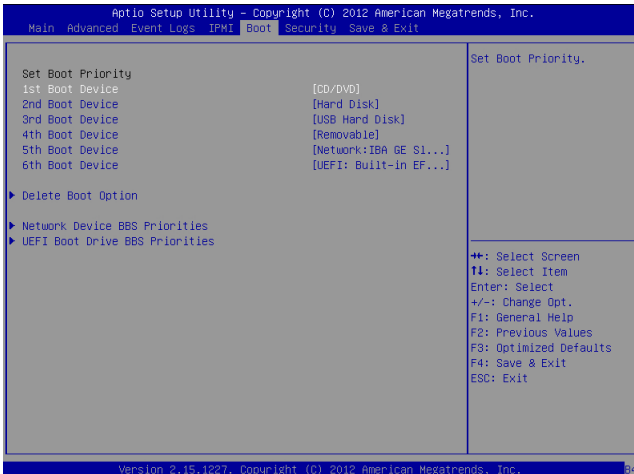 Aptio Setup Utility – Copyright (C) 2012 American Megatrends, Inc.
Main Advanced Event Logs IPMI Boot Security Save & Exit
Set Boot Priority
1st Boot Device [CD/DVD]
2nd Boot Device [Hard Disk]
3rd Boot Device [USB Hard Disk]
4th Boot Device [Removable]
5th Boot Device [Network:IBA GE Sl...]
6th Boot Device [UEFI: Built-in EF...]
Delete Boot Option
Network Device BBS Priorities
UEFI Boot Drive BBS Priorities
Set Boot Priority.
→←: Select Screen
↑↓: Select Item
Enter: Select
+/-: Change Opt.
F1: General Help
F2: Previous Values
F3: Optimized Defaults
F4: Save & Exit
ESC: Exit
Version 2.15.1227. Copyright (C) 2012 American Megatrends, Inc.